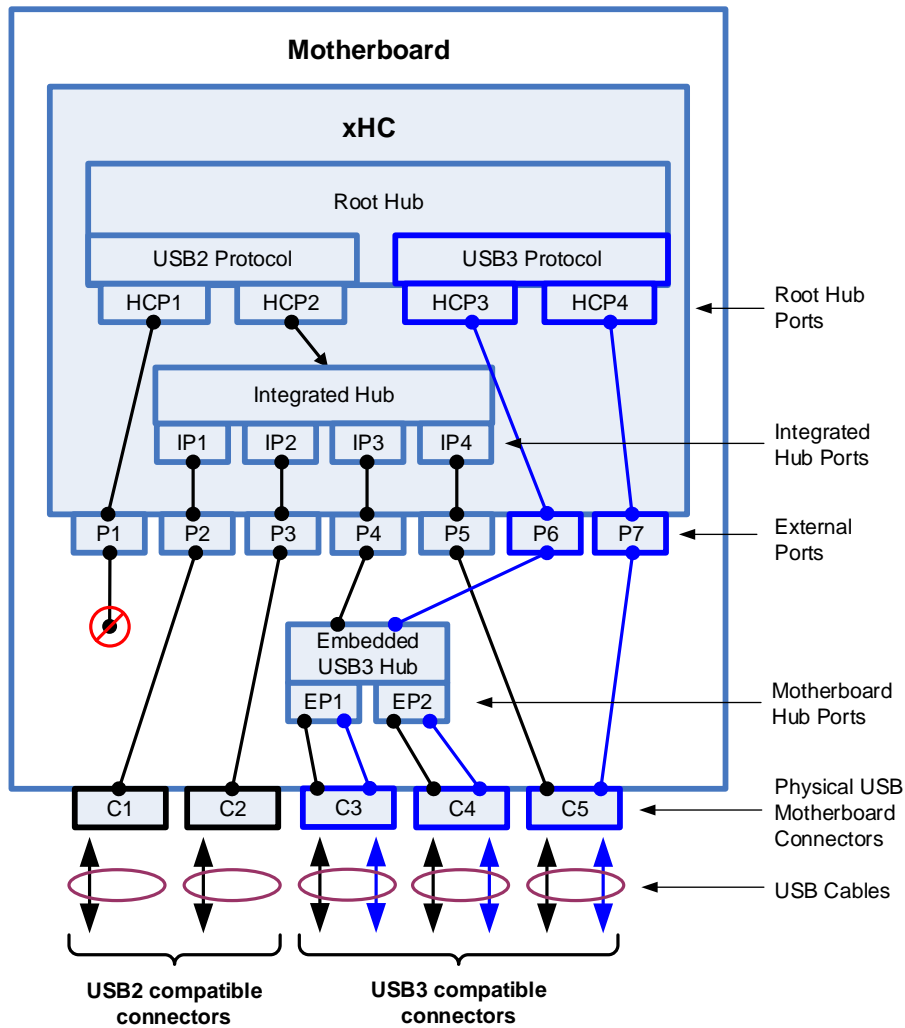 Motherboard
xHC
Root Hub
USB2 Protocol
USB3 Protocol
HCP1
HCP2
HCP3
HCP4
Root Hub
Ports
Integrated Hub
IP1
IP2
IP3
IP4
Integrated
Hub Ports
P1
P2
P3
P4
P5
P6
P7
External
Ports
Embedded
USB3 Hub
EP1
EP2
Motherboard
Hub Ports
C1
C2
C3
C4
C5
Physical USB
Motherboard
Connectors
USB Cables
USB2 compatible
connectors
USB3 compatible
connectors